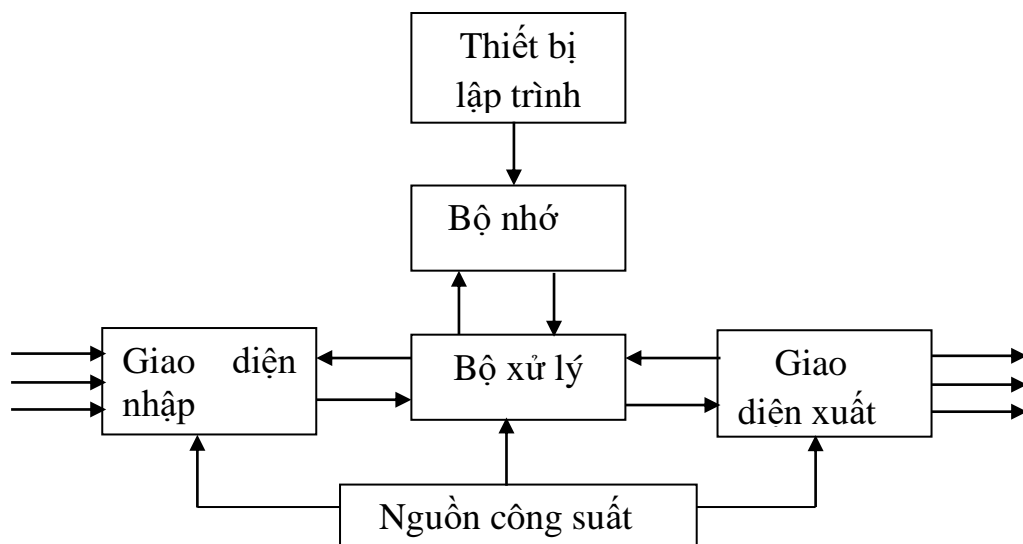 Thiết bị
lập trình
Bộ nhớ
Giao diện
nhập
Bộ xử lý
Giao
diện xuất
Nguồn công suất